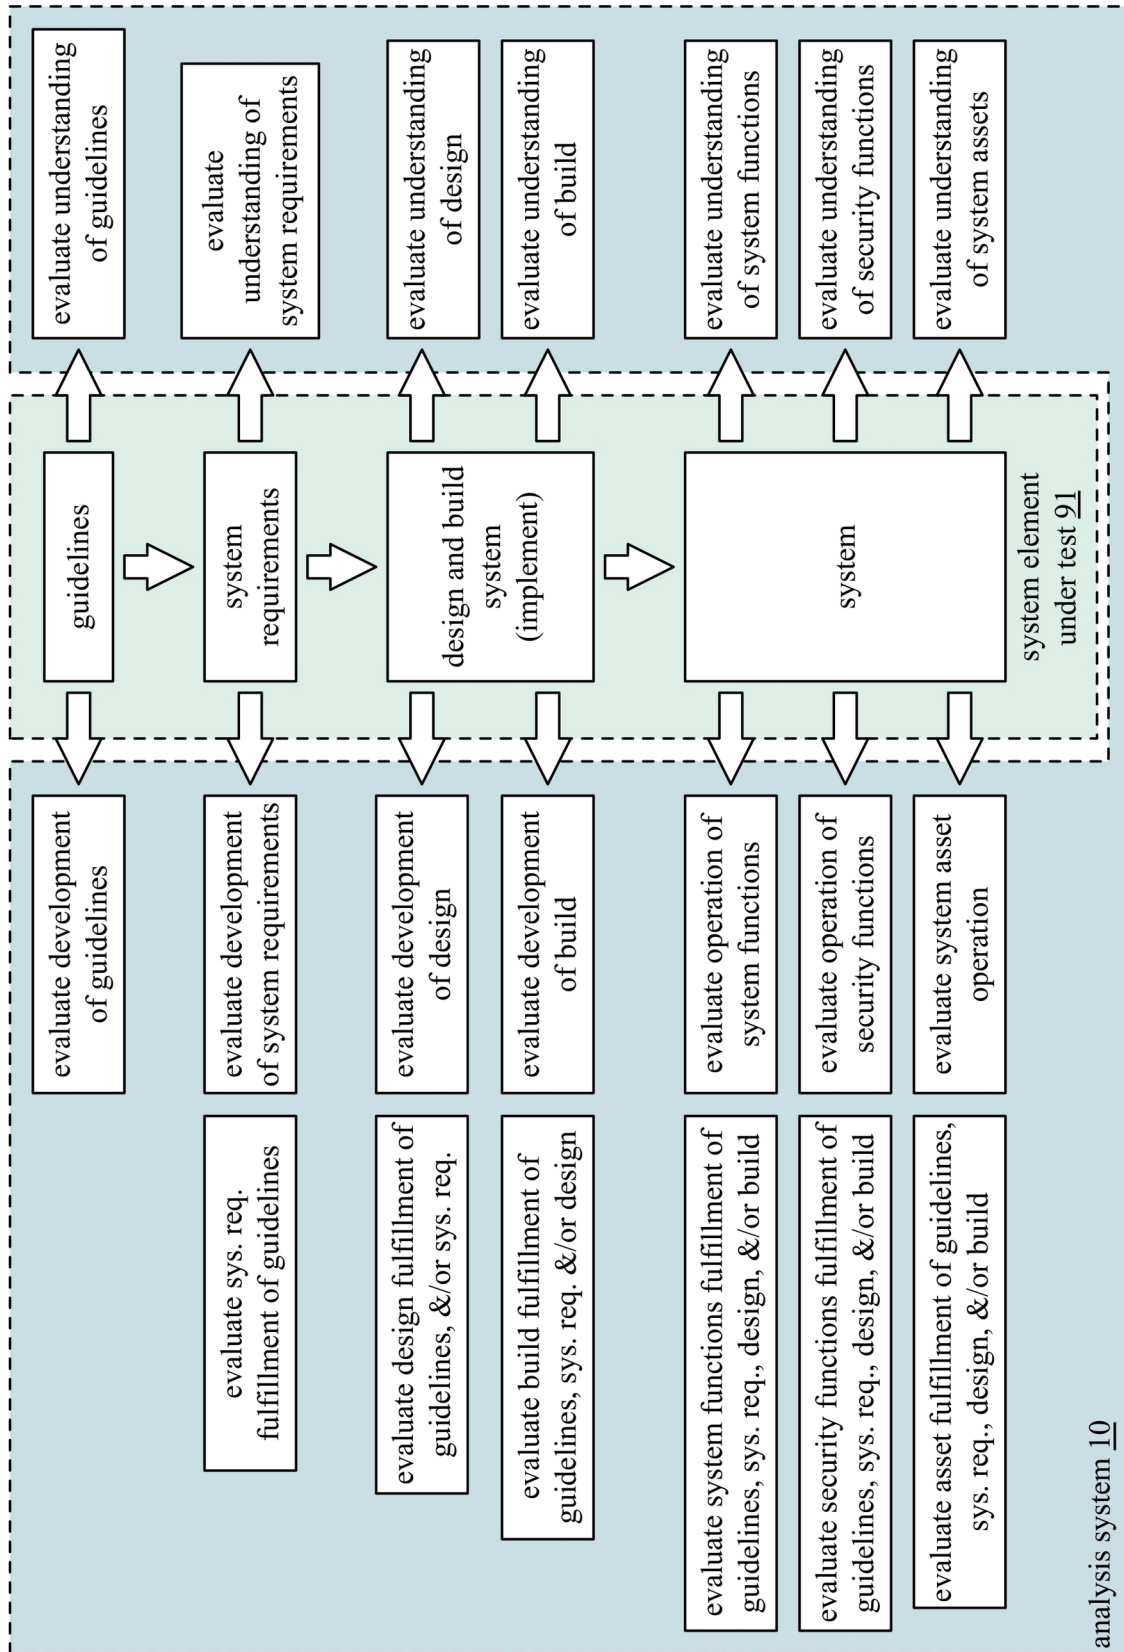 evaluate understanding
of guidelines
evaluate
understanding of
system requirements
evaluate understanding
of design
evaluate understanding
of build
evaluate understanding
of system functions
evaluate understanding
of security functions
evaluate understanding
of system assets
guidelines
system
requirements
design and build
system
(implement)
system
system element
under test 91
evaluate development
of guidelines
evaluate development
of system requirements
evaluate development
of design
evaluate development
of build
evaluate operation of
system functions
evaluate operation of
security functions
evaluate system asset
operation
evaluate sys. req.
fulfillment of guidelines
evaluate design fulfillment of
guidelines, &/or sys. req.
evaluate build fulfillment of
guidelines, sys. req. &/or design
evaluate system functions fulfillment of
guidelines, sys. req., design, &/or build
evaluate security functions fulfillment of
guidelines, sys. req., design, &/or build
evaluate asset fulfillment of guidelines,
sys. req., design, &/or build
analysis system 10